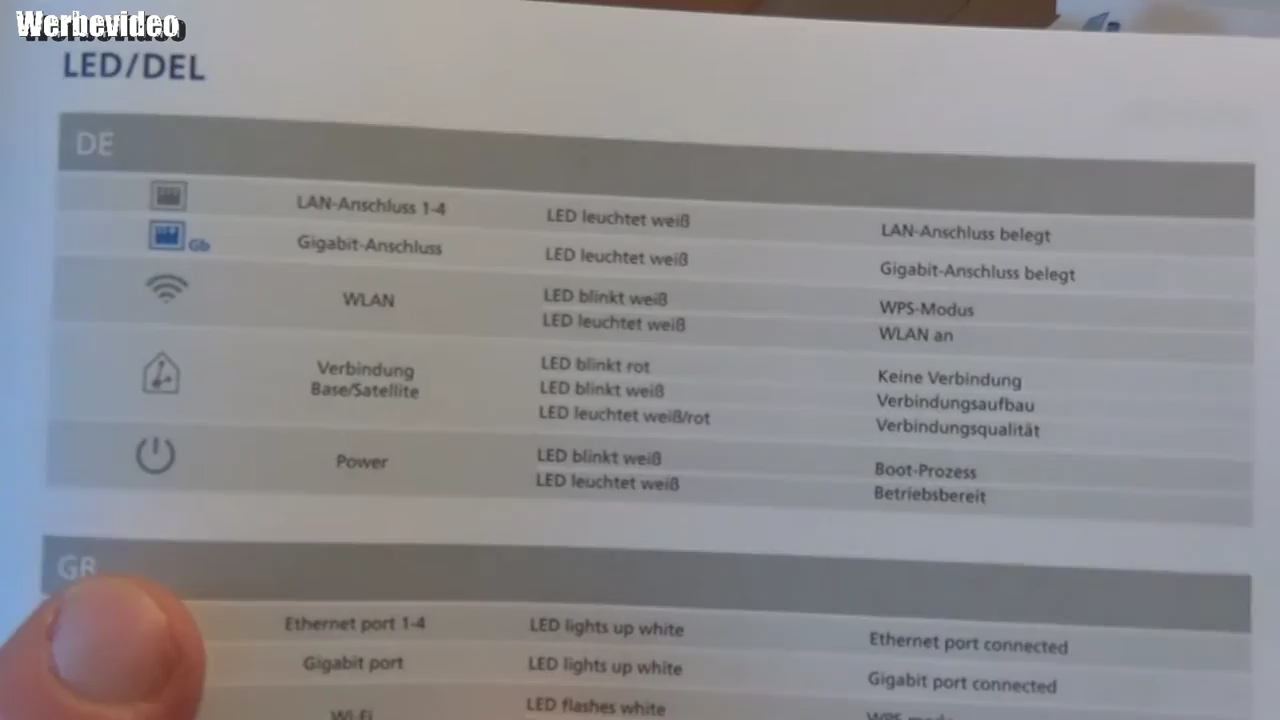 Werbevideo
LED/DEL
DE
LAN-Anschluss 1-4 LED leuchtet weiß LAN-Anschluss belegt
Gb Gigabit-Anschluss LED leuchtet weiß Gigabit-Anschluss belegt
WLAN
LED blinkt weiß WPS-Modus
LED leuchtet weiß WLAN an
Verbindung
Base/Satellite
LED blinkt rot Keine Verbindung
LED blinkt weiß Verbindungsaufbau
LED leuchtet weiß/rot Verbindungsqualität
Power
LED blinkt weiß Boot-Prozess
LED leuchtet weiß Betriebsbereit
GB
Ethernet port 1-4 LED lights up white Ethernet port connected
Gigabit port LED lights up white Gigabit port connected
Wi-Fi LED flashes white WPS mode